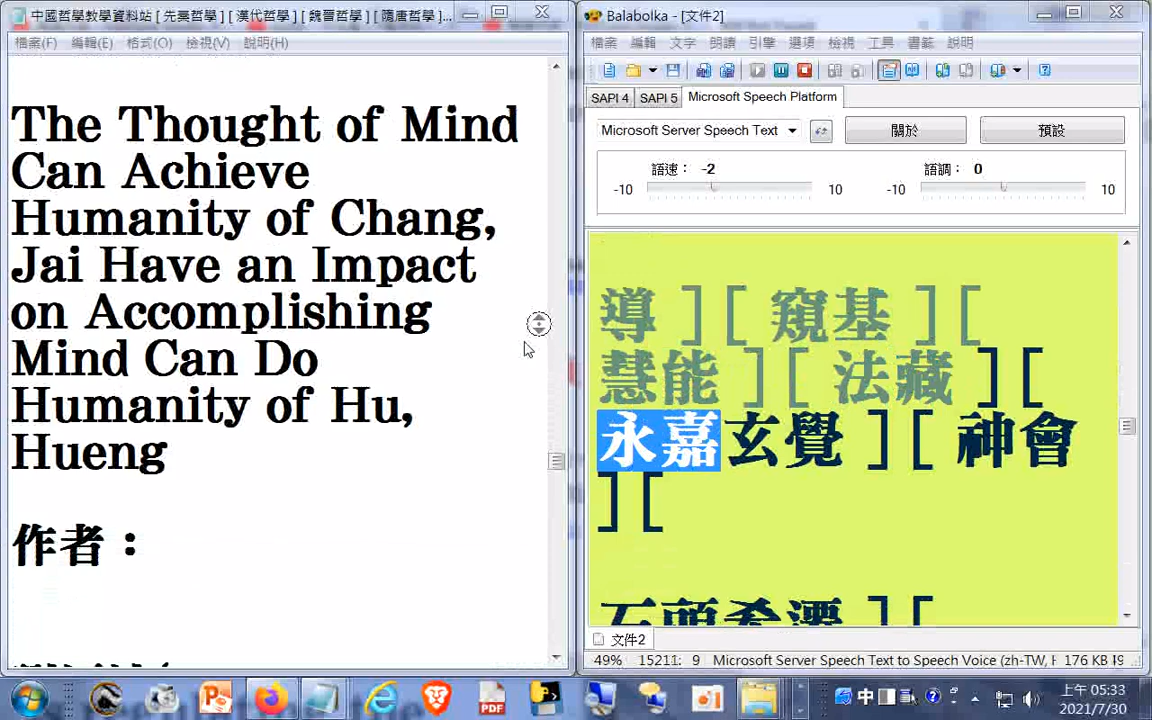 中國哲學教學資料站 [ 先秦哲學 ] [ 漢代哲學 ] [ 魏晉哲學 ] [ 隋唐哲學 ]...
檔案(F) 編輯(E) 格式(O) 檢視(V) 說明(H)
The Thought of Mind
Can Achieve
Humanity of Chang,
Jai Have an Impact
on Accomplishing
Mind Can Do
Humanity of Hu,
Hueng
作者：
Balabolka - [文件2]
檔案 編輯 文字 朗讀 引擎 選項 檢視 工具 書籤 說明
SAPI 4 SAPI 5 Microsoft Speech Platform
Microsoft Server Speech Text 關於 預設
語速： -2 語調： 0
-10 10 -10 10
導 ][ 窺基 ][
慧能 ][ 法藏 ][
永嘉玄覺 ][ 神會
][
石頭希遷 ][
文件2
49% 15211: 9 Microsoft Server Speech Text to Speech Voice (zh-TW, H 176 KB
中 上午 05:33
2021/7/30